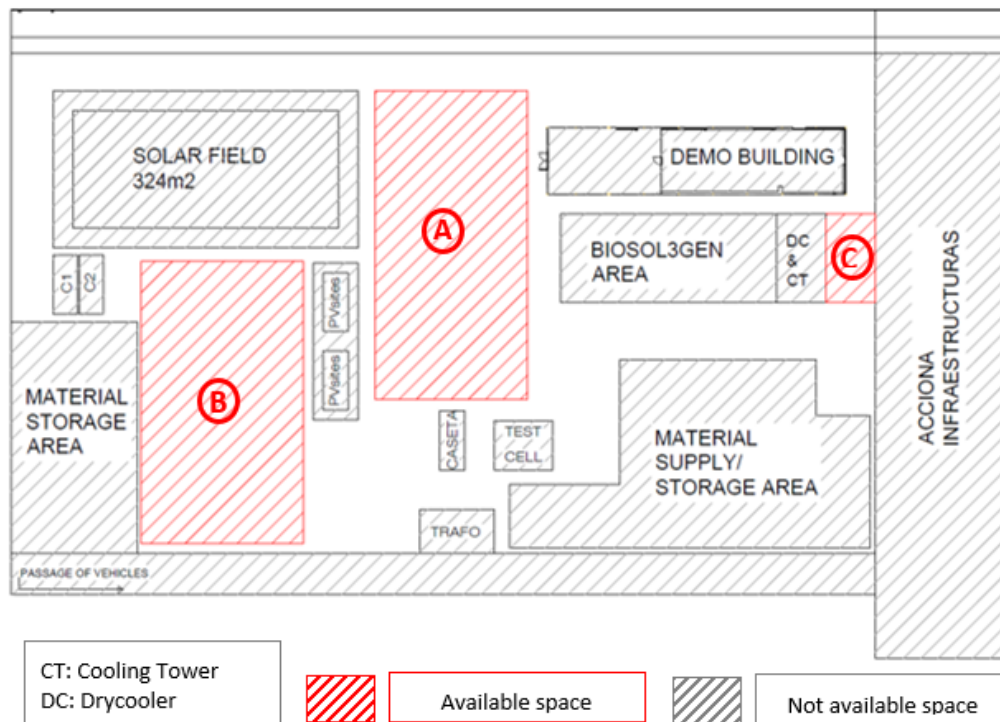 SOLAR FIELD
324m2
A
DEMO BUILDING
BIOSOL3GEN
AREA
DC
&
CT
C
C1
C2
PVsites
PVsites
B
MATERIAL
STORAGE
AREA
CASETA
TEST
CELL
MATERIAL
SUPPLY/
STORAGE AREA
ACCIONA
INFRAESTRUCTURAS
TRAFO
PASSAGE OF VEHICLES
CT: Cooling Tower
DC: Drycooler
Available space
Not available space